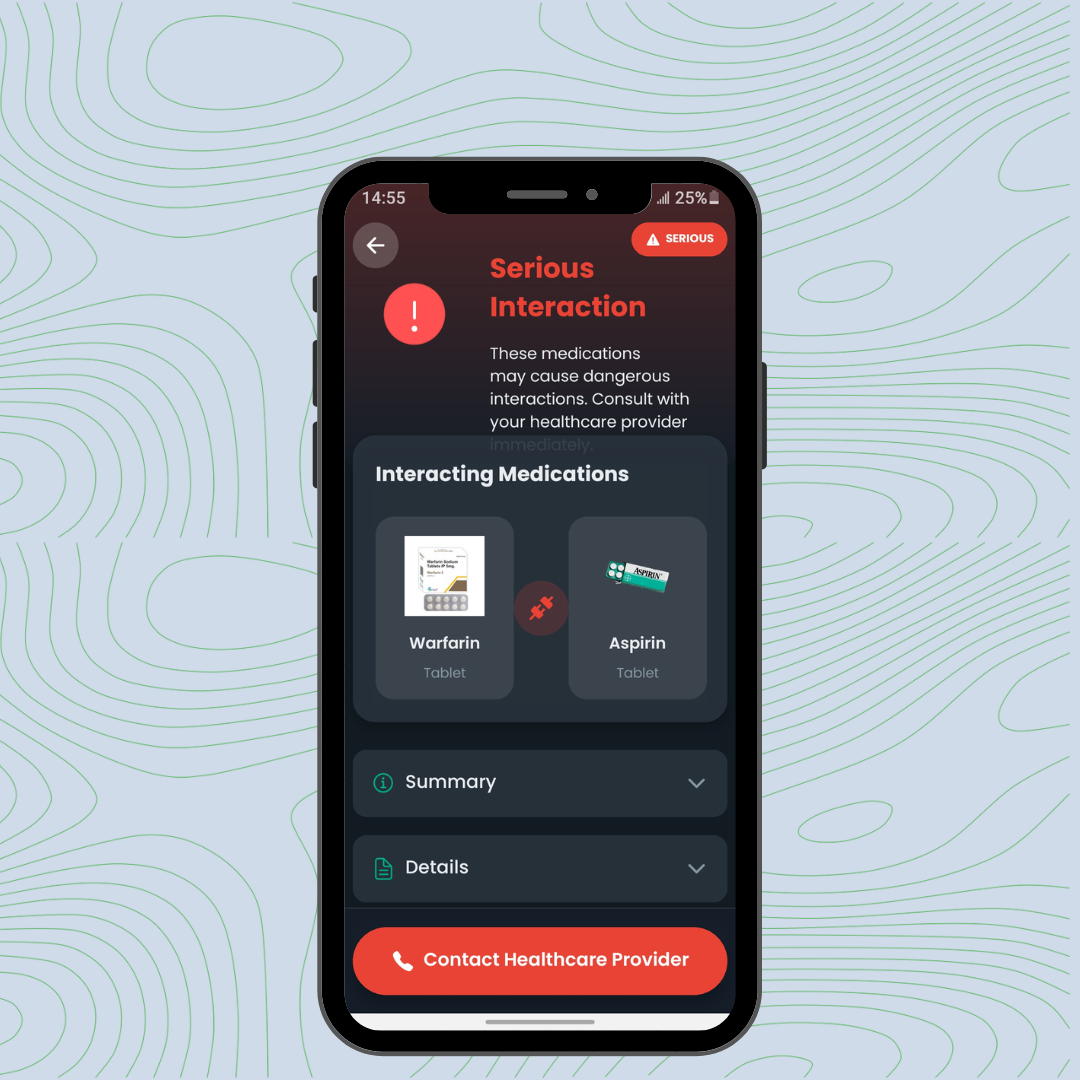 14:55
25%
SERIOUS
Serious
Interaction
These medications
may cause dangerous
interactions. Consult with
your healthcare provider
immediately.
Interacting Medications
Warfarin Sodium
Tablets IP 5mg.
ASPIRIN
Warfarin
Tablet
Aspirin
Tablet
Summary
Details
Contact Healthcare Provider